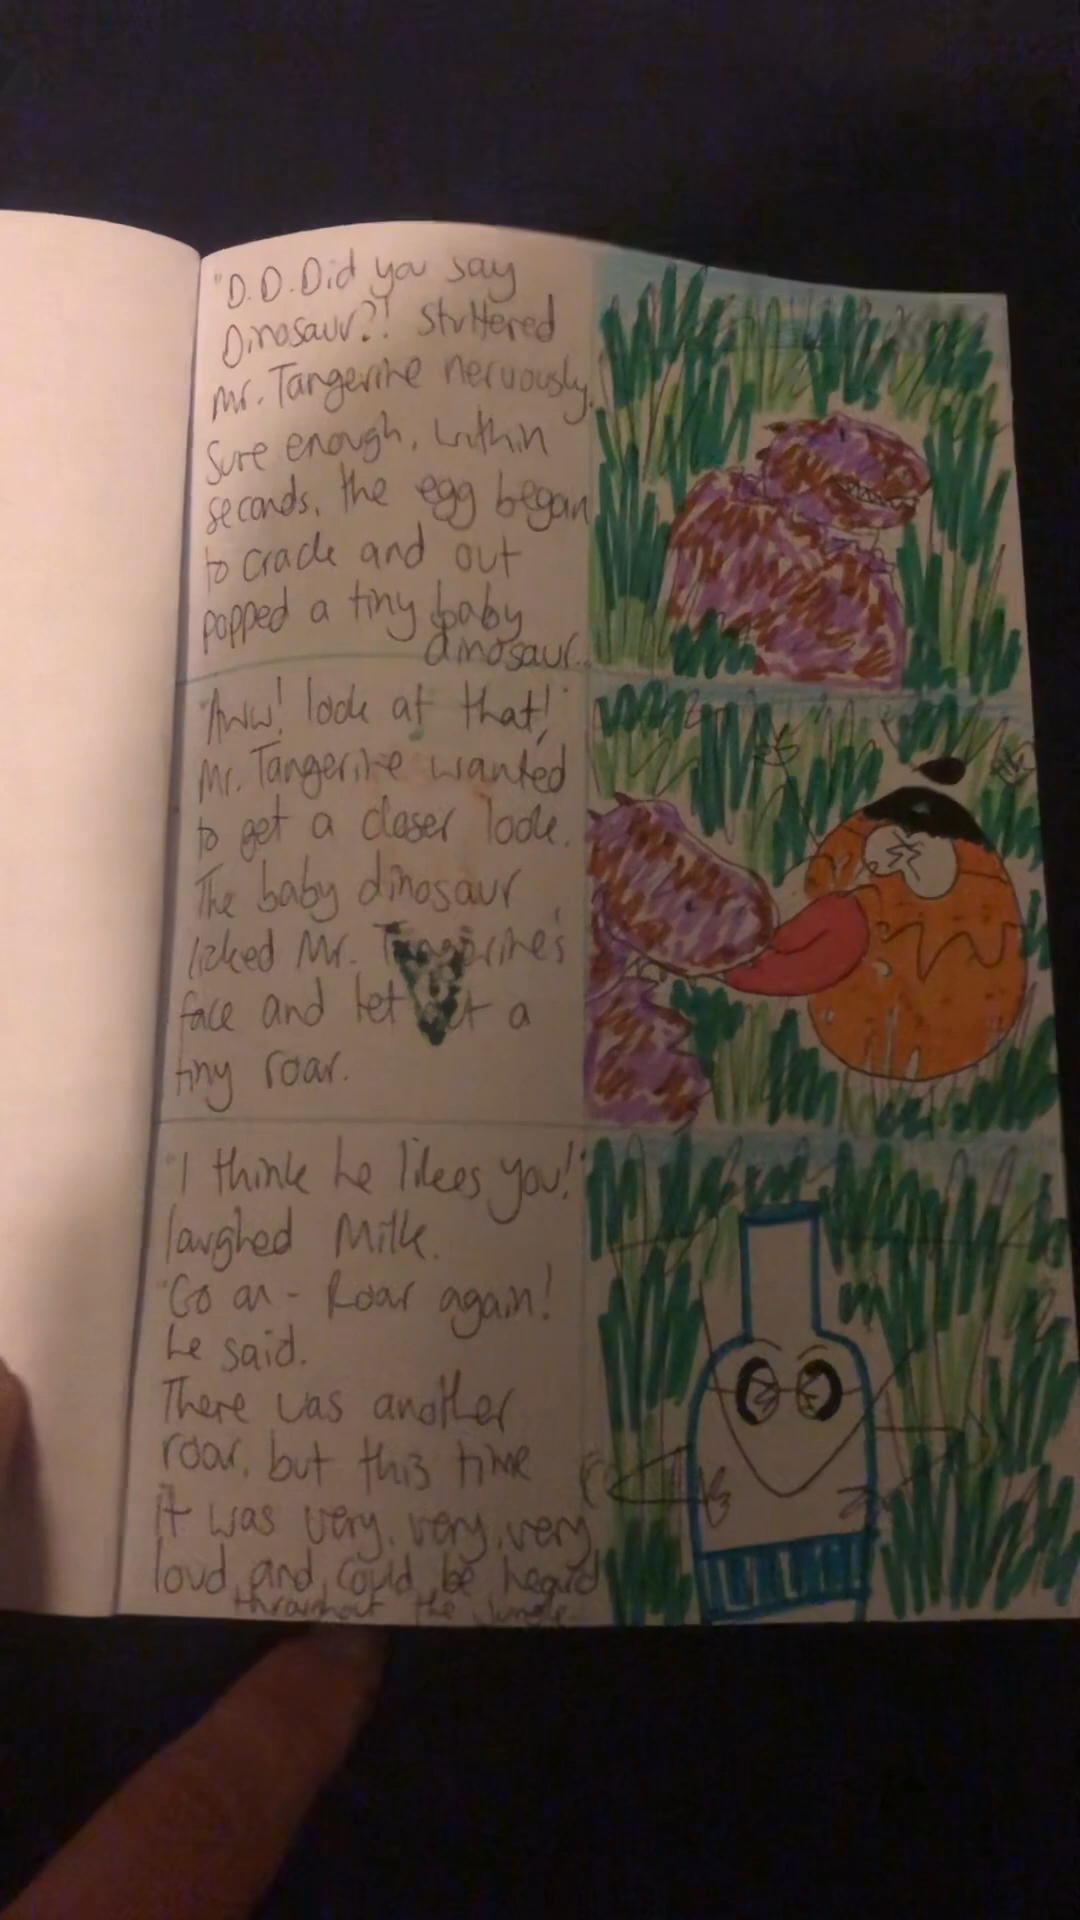 "D.D.Did you say
Dinosaur?! stuttered
Mr. Tangerine nervously.
Sure enough, within
seconds, the egg began
to crack and out
popped a tiny baby
dinosaur...
"Aww! look at that!"
Mr. Tangerine wanted
to get a closer look.
The baby dinosaur
licked Mr. Tangerine's
face and let out a
tiny roar.
"I think he likes you!"
laughed Milk.
"Go on - Roar again!
he said.
There was another
roar, but this time
it was very, very, very
loud and could be heard
throughout the jungle.